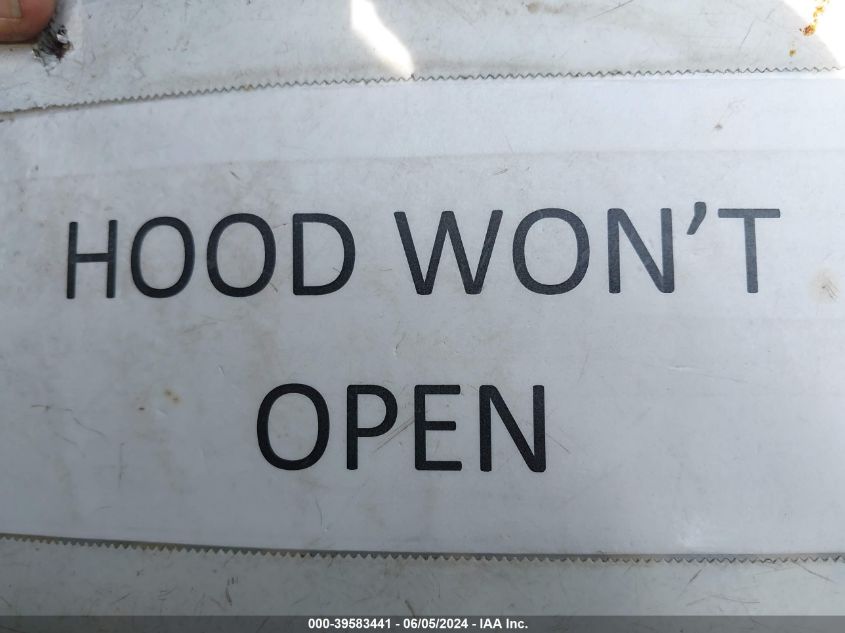 HOOD WON’T
OPEN
000-39583441 - 06/05/2024 - IAA Inc.